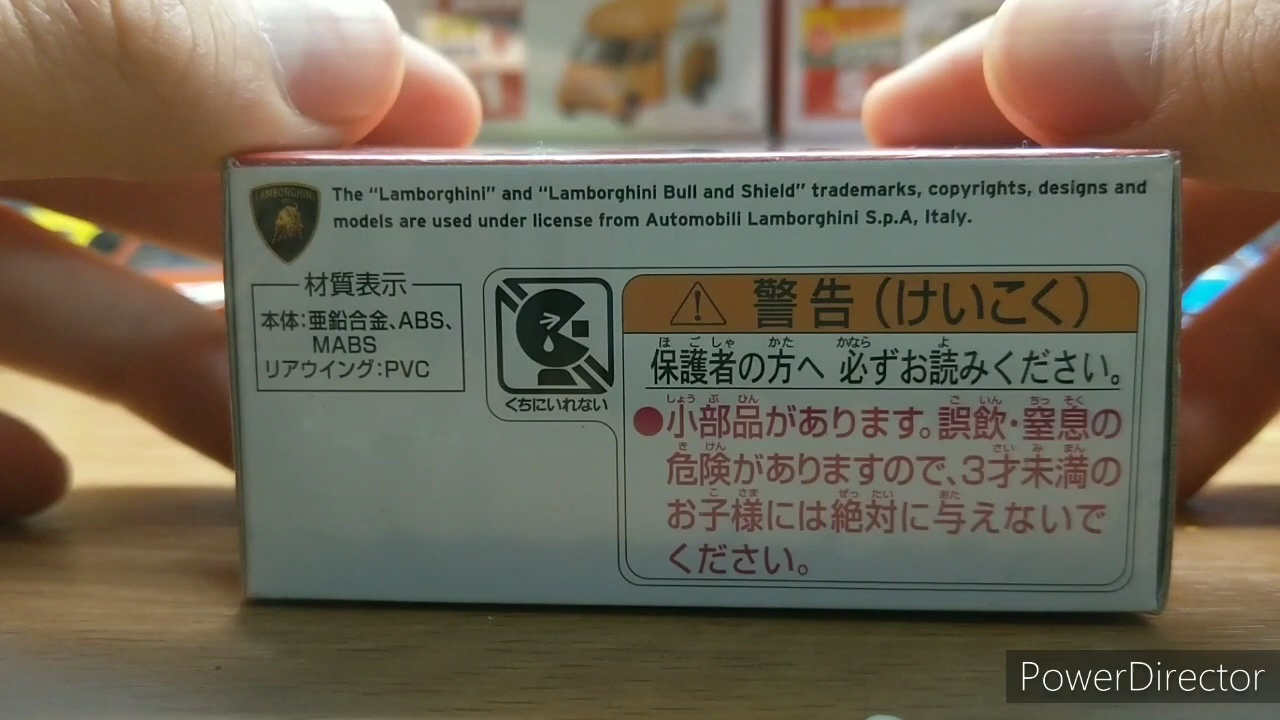 LAMBORGHINI
The “Lamborghini” and “Lamborghini Bull and Shield” trademarks, copyrights, designs and
models are used under license from Automobili Lamborghini S.p.A, Italy.
材質表示
本体:亜鉛合金、ABS、
MABS
リアウイング:PVC
くちにいれない
警告(けいこく)
ほごしゃ かた かなら よ
保護者の方へ 必ずお読みください。
しょうぶひん ごいん ちっそく
●小部品があります。誤飲・窒息の
きけん さいみまん
危険がありますので、3才未満の
こさま ぜったい あた
お子様には絶対に与えないで
ください。
PowerDirector